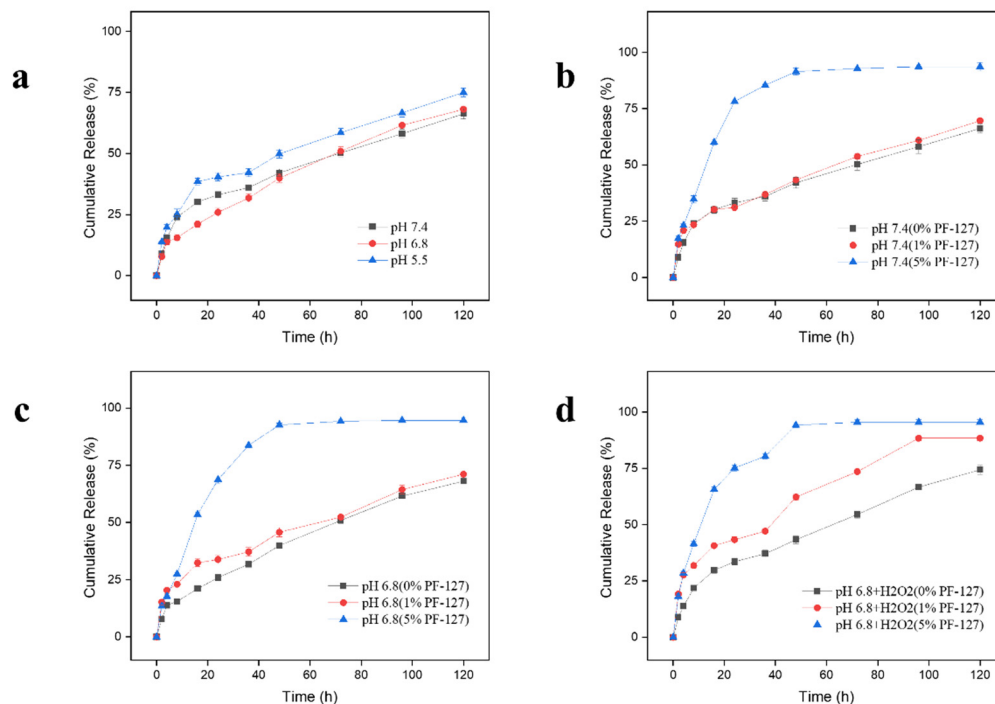 a
100
75
50
25
0
Cumulative Release (%)
pH 7.4
pH 6.8
pH 5.5
0 20 40 60 80 100 120
Time (h)
b
100
75
50
25
0
Cumulative Release (%)
pH 7.4(0% PF-127)
pH 7.4(1% PF-127)
pH 7.4(5% PF-127)
0 20 40 60 80 100 120
Time (h)
c
100
75
50
25
0
Cumulative Release (%)
pH 6.8(0% PF-127)
pH 6.8(1% PF-127)
pH 6.8(5% PF-127)
0 20 40 60 80 100 120
Time (h)
d
100
75
50
25
0
Cumulative Release (%)
pH 6.8+H2O2(0% PF-127)
pH 6.8+H2O2(1% PF-127)
pH 6.8+H2O2(5% PF-127)
0 20 40 60 80 100 120
Time (h)